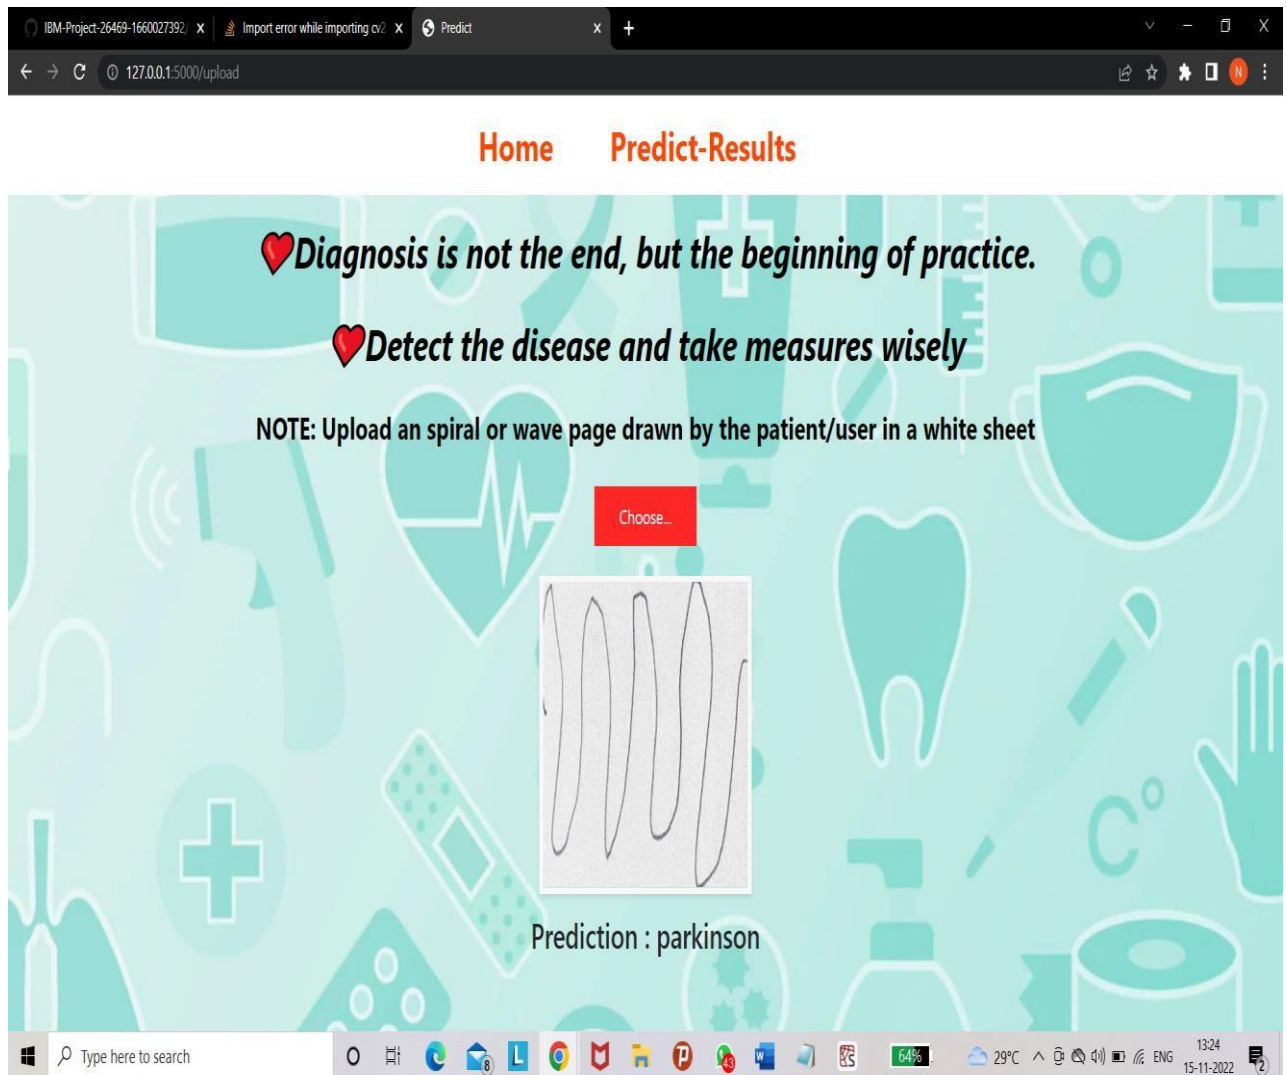 IBM-Project-26469-1660027392/
Import error while importing cv2
Predict
127.0.0.1:5000/upload
N
Home Predict-Results
Diagnosis is not the end, but the beginning of practice.
Detect the disease and take measures wisely
NOTE: Upload an spiral or wave page drawn by the patient/user in a white sheet
Choose...
C°
Prediction : parkinson
Type here to search
8
L
43
64%
29°C
ENG
13:24
15-11-2022
2